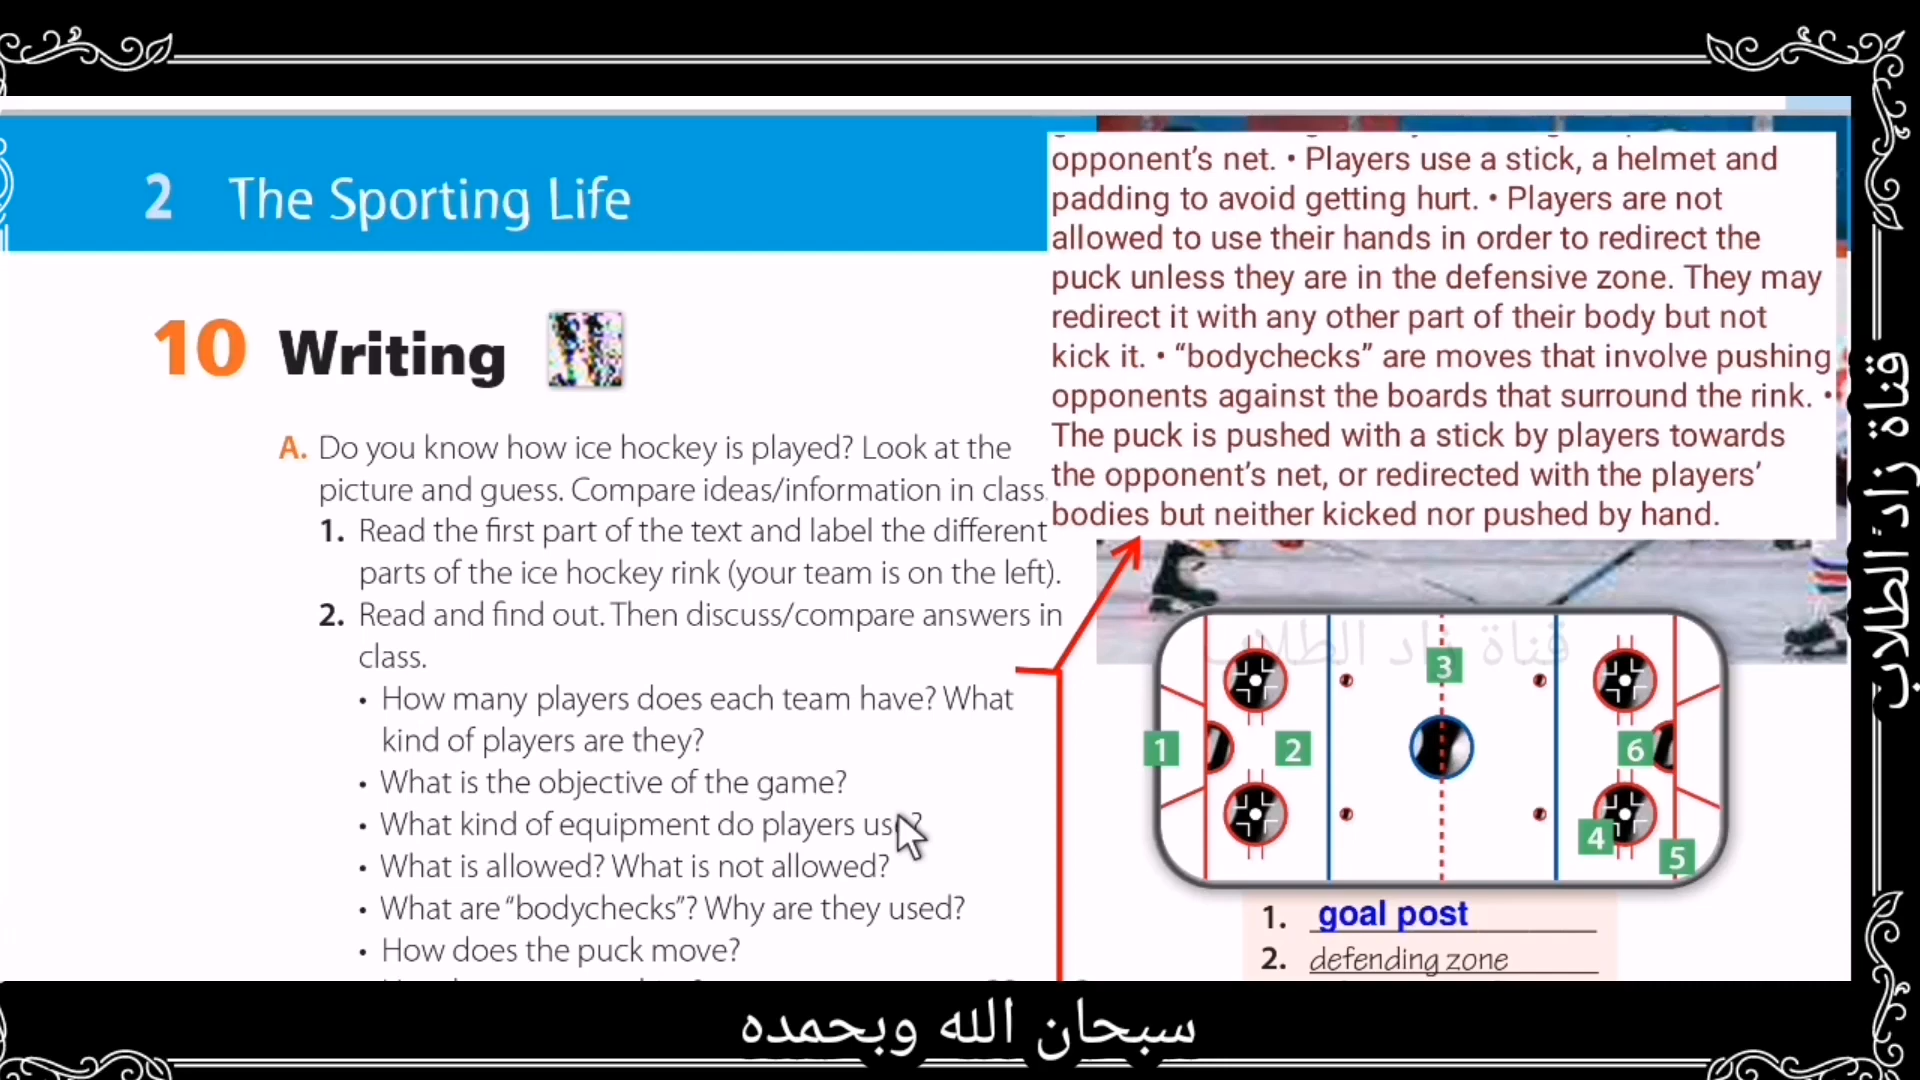 2 The Sporting Life
opponent’s net. • Players use a stick, a helmet and
padding to avoid getting hurt. • Players are not
allowed to use their hands in order to redirect the
puck unless they are in the defensive zone. They may
redirect it with any other part of their body but not
kick it. • “bodychecks” are moves that involve pushing
opponents against the boards that surround the rink. •
The puck is pushed with a stick by players towards
the opponent’s net, or redirected with the players’
bodies but neither kicked nor pushed by hand.
10 Writing
A. Do you know how ice hockey is played? Look at the
picture and guess. Compare ideas/information in class.
1. Read the first part of the text and label the different
parts of the ice hockey rink (your team is on the left).
2. Read and find out. Then discuss/compare answers in
class.
• How many players does each team have? What
kind of players are they?
• What is the objective of the game?
• What kind of equipment do players use?
• What is allowed? What is not allowed?
• What are “bodychecks”? Why are they used?
• How does the puck move?
قناة زاد الطلاب
3
1
2
6
4
5
1. goal post
2. defending zone
قناة زاد الطلاب
سبحان الله وبحمده